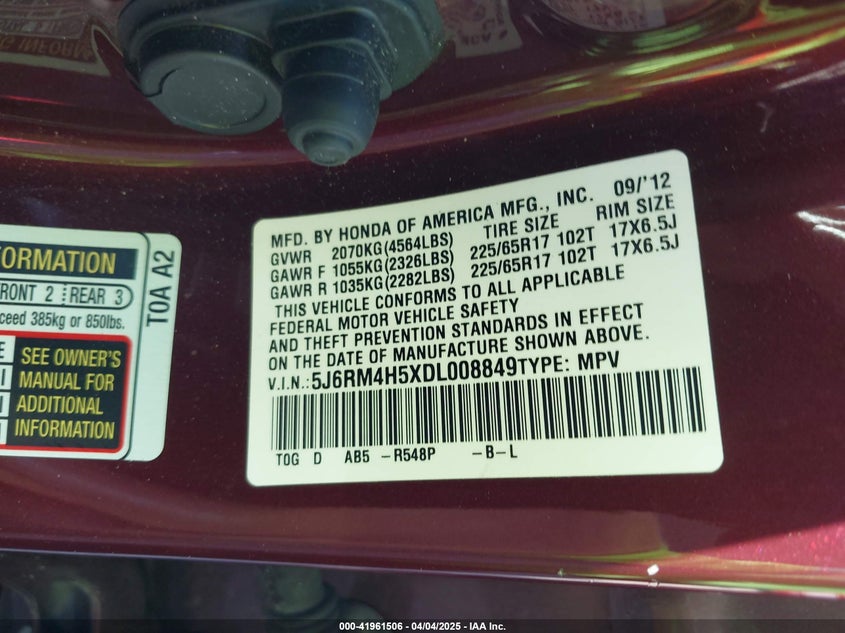 MFD. BY HONDA OF AMERICA MFG., INC. 09/'12
TIRE SIZE RIM SIZE
GVWR 2070KG(4564LBS)
GAWR F 1055KG(2326LBS) 225/65R17 102T 17X6.5J
GAWR R 1035KG(2282LBS) 225/65R17 102T 17X6.5J
THIS VEHICLE CONFORMS TO ALL APPLICABLE
FEDERAL MOTOR VEHICLE SAFETY
AND THEFT PREVENTION STANDARDS IN EFFECT
ON THE DATE OF MANUFACTURE SHOWN ABOVE.
V.I.N.:5J6RM4H5XDL008849TYPE: MPV
TOG D AB5 -R548P -B-L
ORMATION
FRONT 2 REAR 3
ceed 385kg or 850lbs.
SEE OWNER'S
MANUAL FOR
ADDITIONAL
INFORMATION
TOA A2
000-41961506 - 04/04/2025 - IAA Inc.